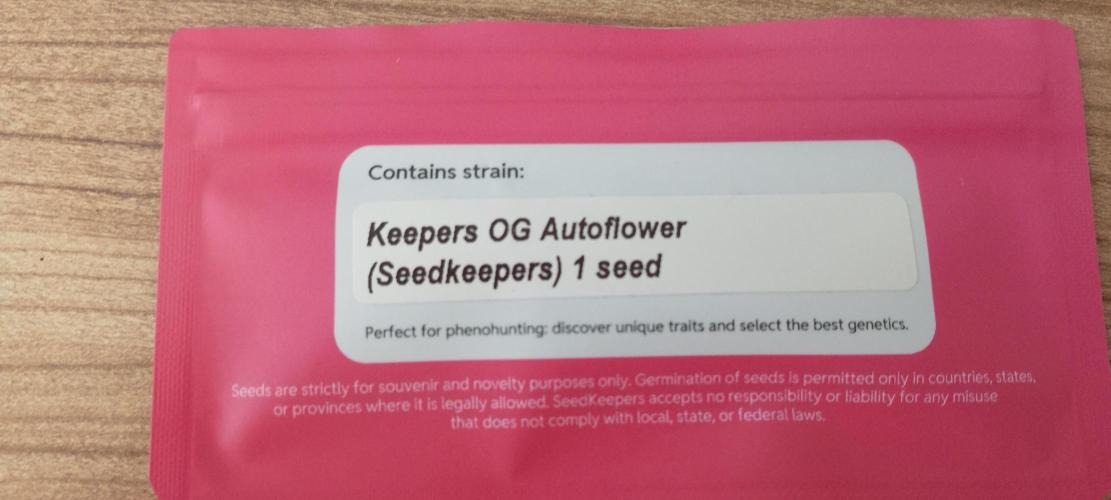 Contains strain:
Keepers OG Autoflower
(Seedkeepers) 1 seed
Perfect for phenohunting: discover unique traits and select the best genetics.
Seeds are strictly for souvenir and novelty purposes only. Germination of seeds is permitted only in countries, states,
or provinces where it is legally allowed. SeedKeepers accepts no responsibility or liability for any misuse
that does not comply with local, state, or federal laws.